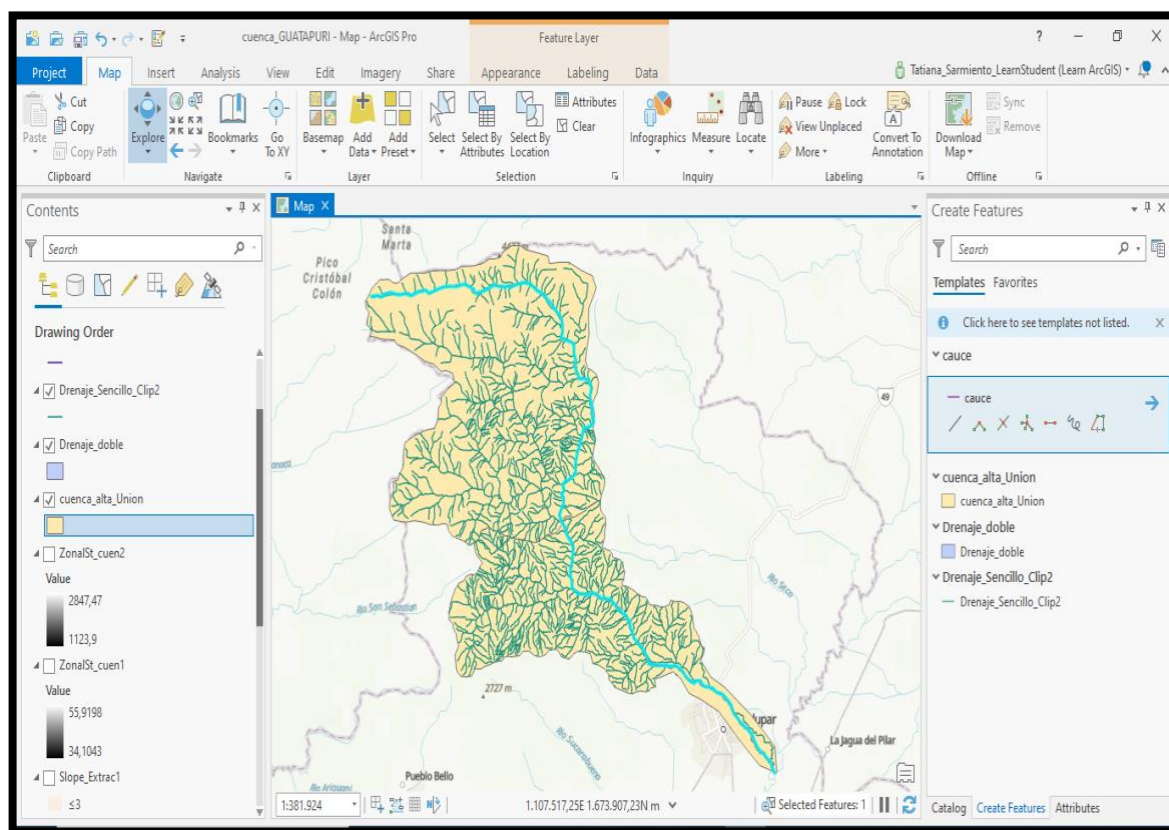 cuenca_GUATAPURI - Map - ArcGIS Pro
Feature Layer
?
Project Map Insert Analysis View Edit Imagery Share Appearance Labeling Data
Tatiana_Sarmiento_LearnStudent (Learn ArcGIS)
Paste
Cut
Copy
Copy Path
Clipboard
Explore
Bookmarks
Go To XY
Navigate
Basemap
Add Data
Add Preset
Layer
Select
Select By Attributes
Select By Location
Attributes
Clear
Selection
Infographics
Measure
Locate
Inquiry
Pause
Lock
View Unplaced
More
Convert To Annotation
Labeling
Download Map
Sync
Remove
Offline
Contents
Search
Drawing Order
Drenaje_Sencillo_Clip2
Drenaje_doble
cuenca_alta_Union
ZonalSt_cuen2
Value
2847,47
1123,9
ZonalSt_cuen1
Value
55,9198
34,1043
Slope_Extrac1
≤3
Map
Santa
Marta
Pico
Cristóbal
Colón
49
Río Seco
Río San Sebastián
2727 m
upar
La Jagua del Pilar
Pueblo Bello
Río Ariguaní
1:381.924
1.107.517,25E 1.673.907,23N m
Selected Features: 1
Create Features
Search
Templates Favorites
Click here to see templates not listed.
cauce
cauce
cuenca_alta_Union
cuenca_alta_Union
Drenaje_doble
Drenaje_doble
Drenaje_Sencillo_Clip2
Drenaje_Sencillo_Clip2
Catalog Create Features Attributes